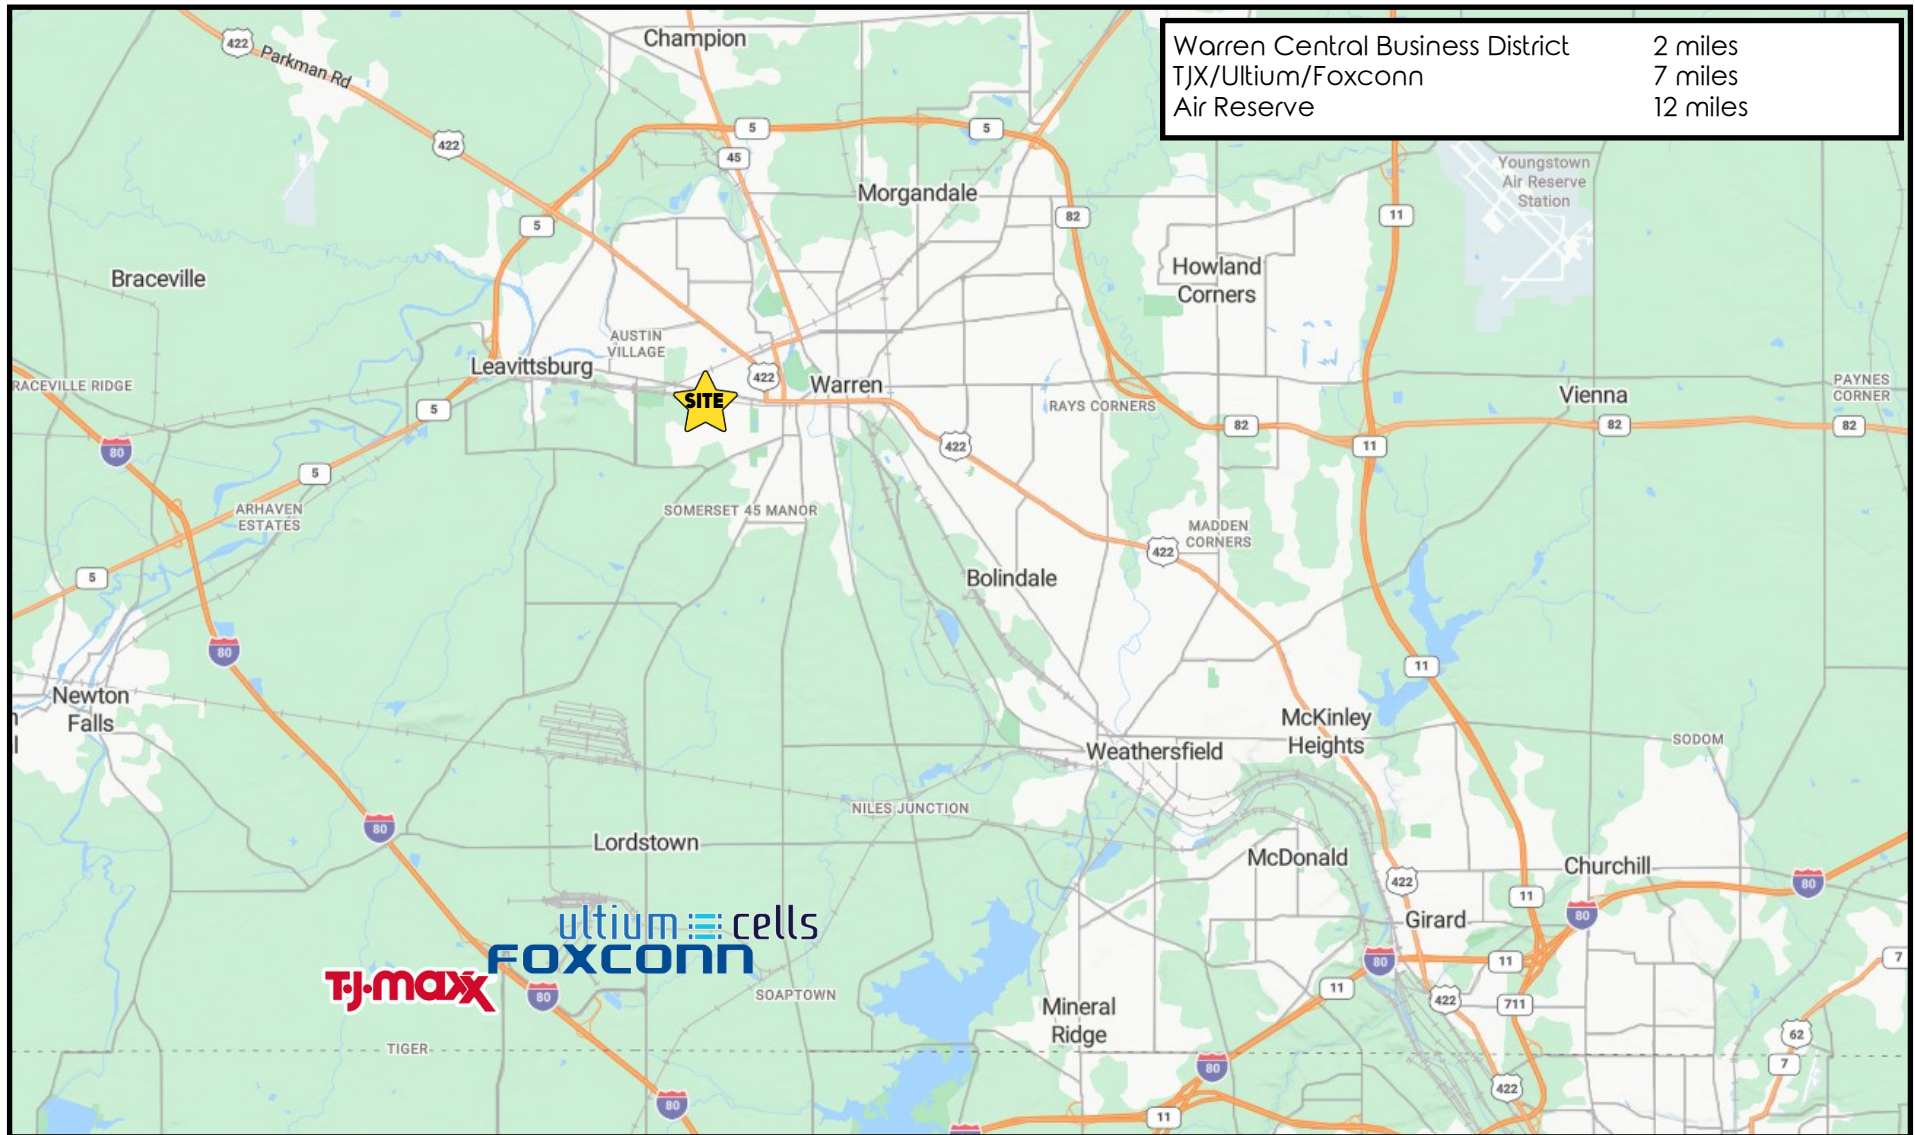 Warren Central Business District 2 miles
TJX/Ultium/Foxconn 7 miles
Air Reserve 12 miles
422
Parkman Rd
Champion
422
5
5
45
Youngstown
Air Reserve
Station
Morgandale
5
82
11
Braceville
Howland
Corners
AUSTIN
VILLAGE
Leavittsburg
422
Warren
RACEVILLE RIDGE
SITE
5
RAYS CORNERS
Vienna
PAYNES
CORNER
82
82
82
11
80
422
5
ARHAVEN
ESTATES
SOMERSET 45 MANOR
MADDEN
CORNERS
422
5
Bolindale
80
11
Newton
Falls
McKinley
Heights
Weathersfield
SODOM
NILES JUNCTION
80
Lordstown
McDonald
Churchill
422
80
11
80
Girard
ultium cells
FOXCONN
T·J·maxx
80
SOAPTOWN
80
11
11
7
422
711
Mineral
Ridge
62
TIGER
7
80
422
80
11